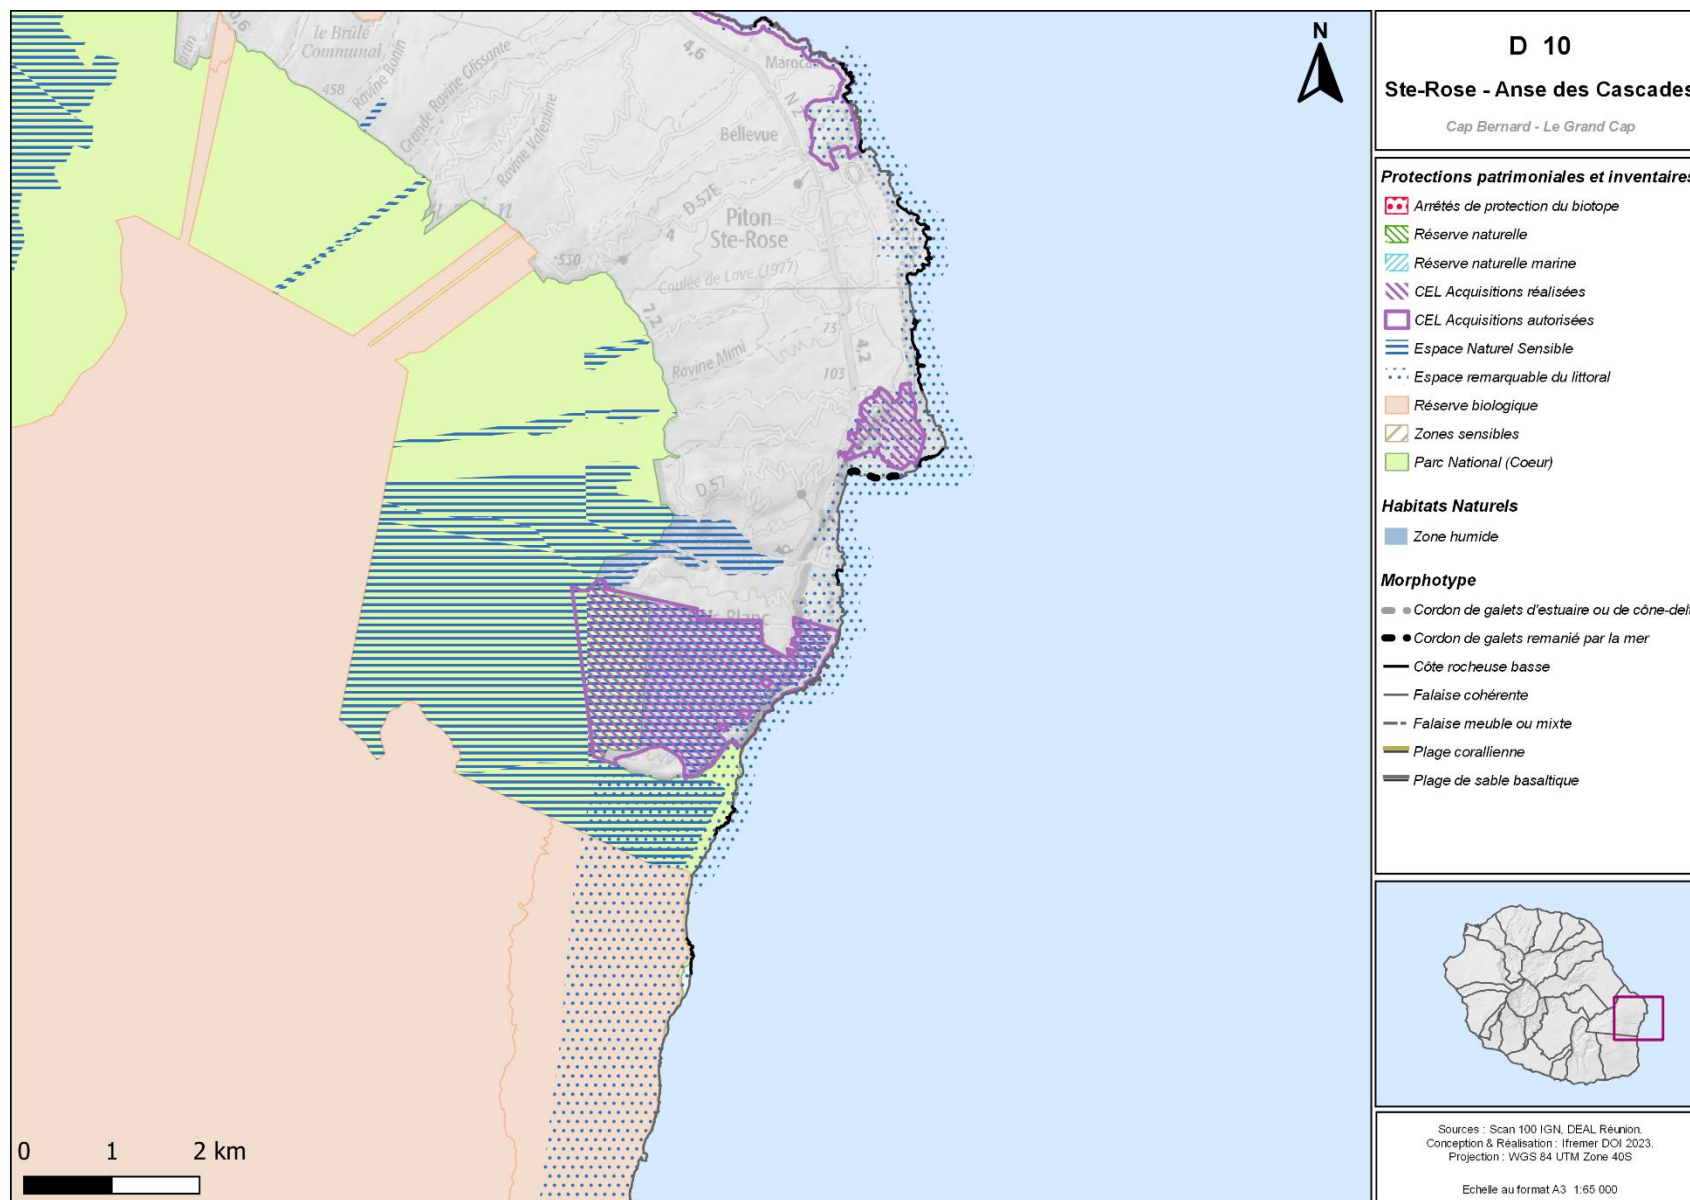 le Brûlé
Communal
0,6
458
Ravine Bonin
Grande Ravine Glissante
Ravine Valentine
4,6
Maroca
N 2
Bellevue
D 57E
4
Piton
Ste-Rose
530
Coulée de Lave (1977)
7,2
73
4,2
Ravine Mimi
103
D 57
is Blanc
0 1 2 km
N
D 10
Ste-Rose - Anse des Cascades
Cap Bernard - Le Grand Cap
Protections patrimoniales et inventaires
Arrêtés de protection du biotope
Réserve naturelle
Réserve naturelle marine
CEL Acquisitions réalisées
CEL Acquisitions autorisées
Espace Naturel Sensible
Espace remarquable du littoral
Réserve biologique
Zones sensibles
Parc National (Coeur)
Habitats Naturels
Zone humide
Morphotype
Cordon de galets d'estuaire ou de cône-delt
Cordon de galets remanié par la mer
Côte rocheuse basse
Falaise cohérente
Falaise meuble ou mixte
Plage corallienne
Plage de sable basaltique
Sources : Scan 100 IGN, DEAL Réunion.
Conception & Réalisation : Ifremer DOI 2023.
Projection : WGS 84 UTM Zone 40S
Echelle au format A3 1:65 000